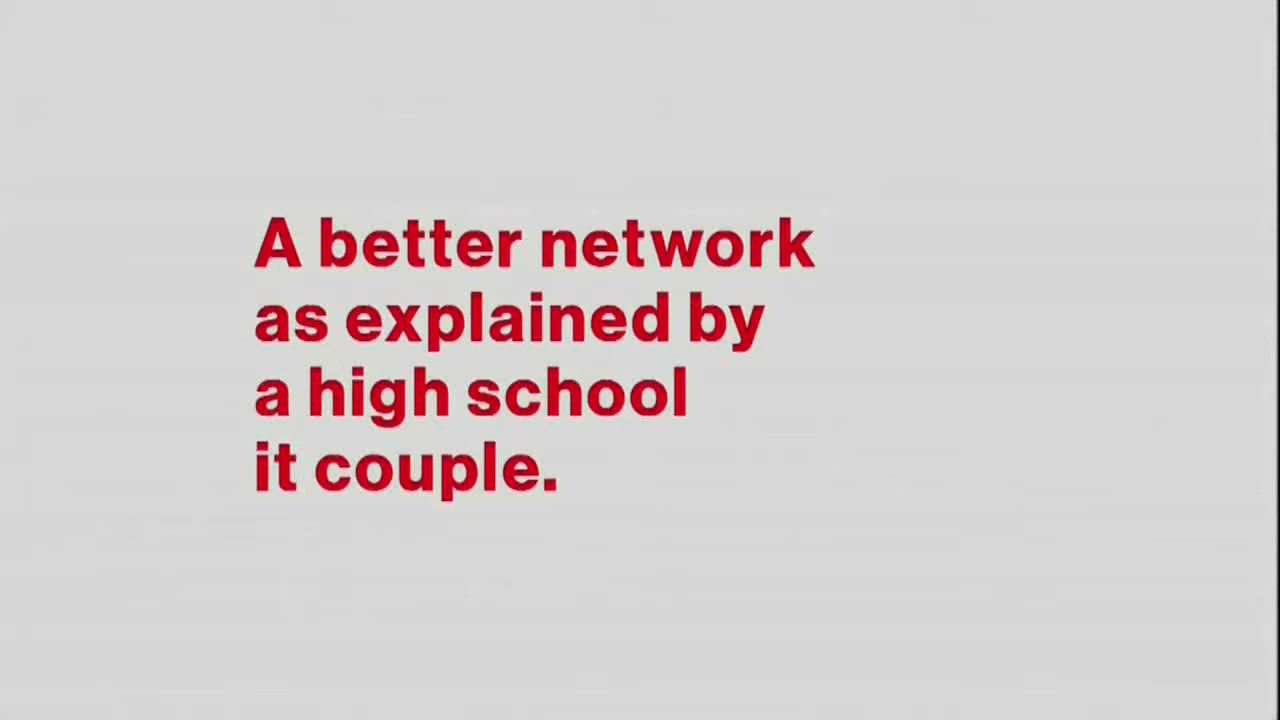 A better network
as explained by
a high school
it couple.